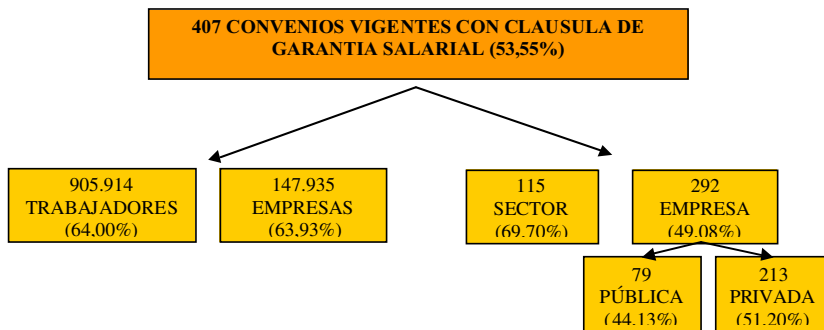 407 CONVENIOS VIGENTES CON CLAUSULA DE
GARANTIA SALARIAL (53,55%)
905.914
TRABAJADORES
(64,00%)
147.935
EMPRESAS
(63,93%)
115
SECTOR
(69.70%)
292
EMPRESA
(49.08%)
79
PÚBLICA
(44.13%)
213
PRIVADA
(51.20%)